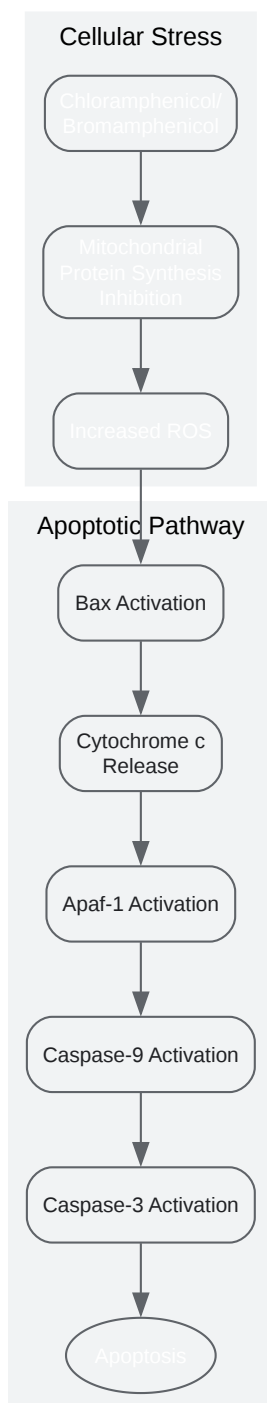 Cellular Stress
Chloramphenicol/
Bromamphenicol
Mitochondrial
Protein Synthesis
Inhibition
Increased ROS
Apoptotic Pathway
Bax Activation
Cytochrome c
Release
Apaf-1 Activation
Caspase-9 Activation
Caspase-3 Activation
Apoptosis